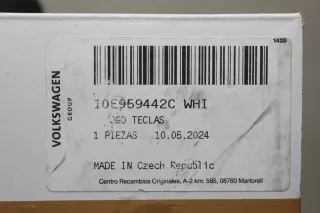 1425
VOLKSWAGEN
GROUP
10E959442C WHI
TECLAS
1 PIEZAS 10.05.2024
MADE IN Czech Republic
Centro Recambios Originales, A-2 km. 585, 08760 Martorell